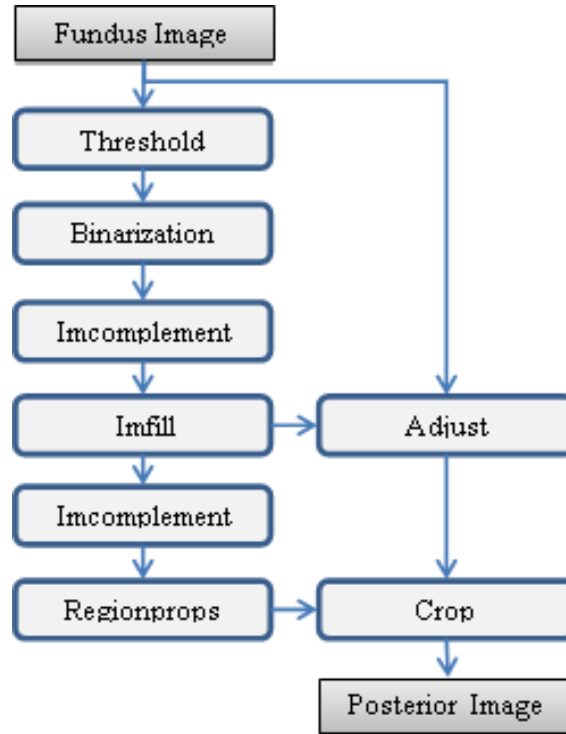 Fundus Image
Threshold
Binarization
Imcomplement
Imfill
Adjust
Imcomplement
Regionprops
Crop
Posterior Image